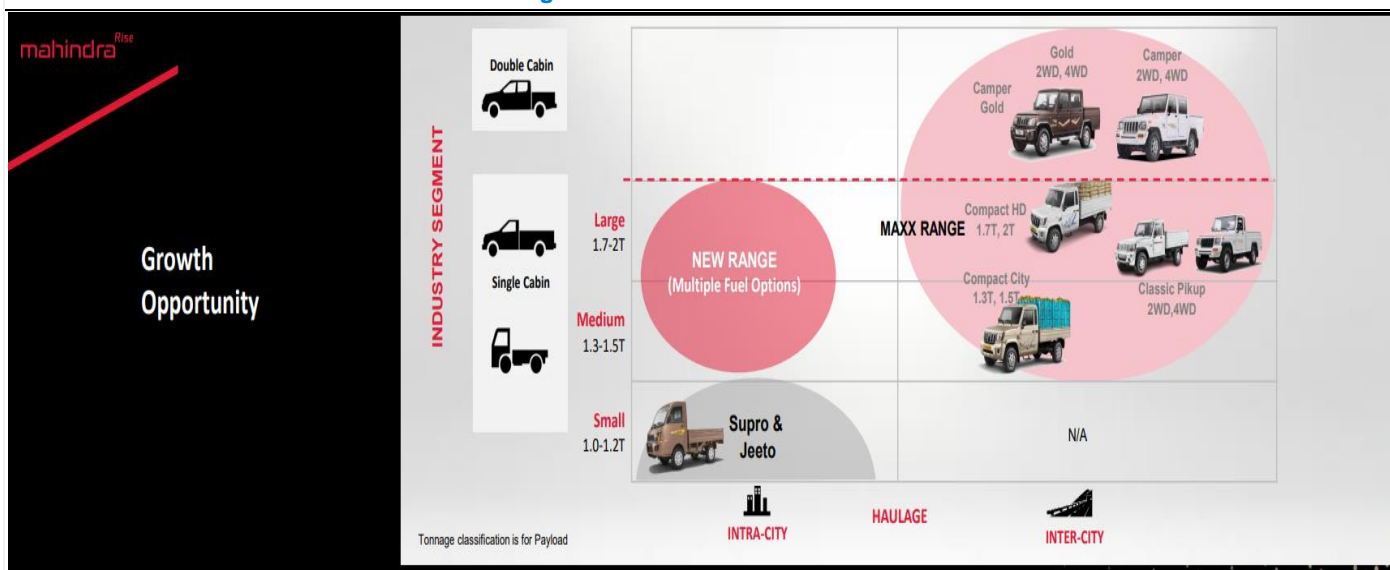 mahindra Rise
Growth
Opportunity
INDUSTRY SEGMENT
Double Cabin
Single Cabin
Large
1.7-2T
Medium
1.3-1.5T
Small
1.0-1.2T
NEW RANGE
(Multiple Fuel Options)
Supro &
Jeeto
Gold
2WD, 4WD
Camper
2WD, 4WD
Camper
Gold
MAXX RANGE
Compact HD
1.7T, 2T
Compact City
1.3T, 1.5T
Classic Pikup
2WD,4WD
N/A
INTRA-CITY
HAULAGE
INTER-CITY
Tonnage classification is for Payload